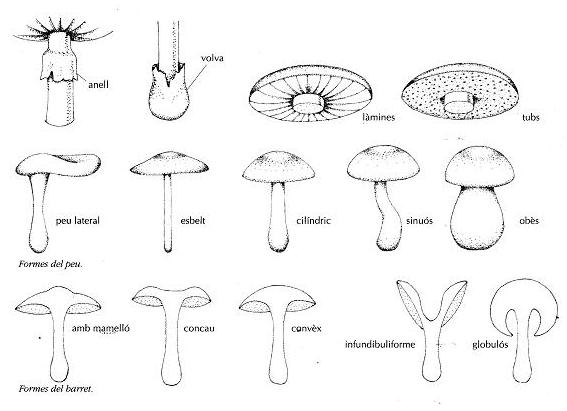 anell
volva
làmines
tubs
peu lateral
esbelt
cilíndric
sinuós
obès
Formes del peu.
amb mamelló
concau
convèx
infundibuliforme
globulós
Formes del barret.